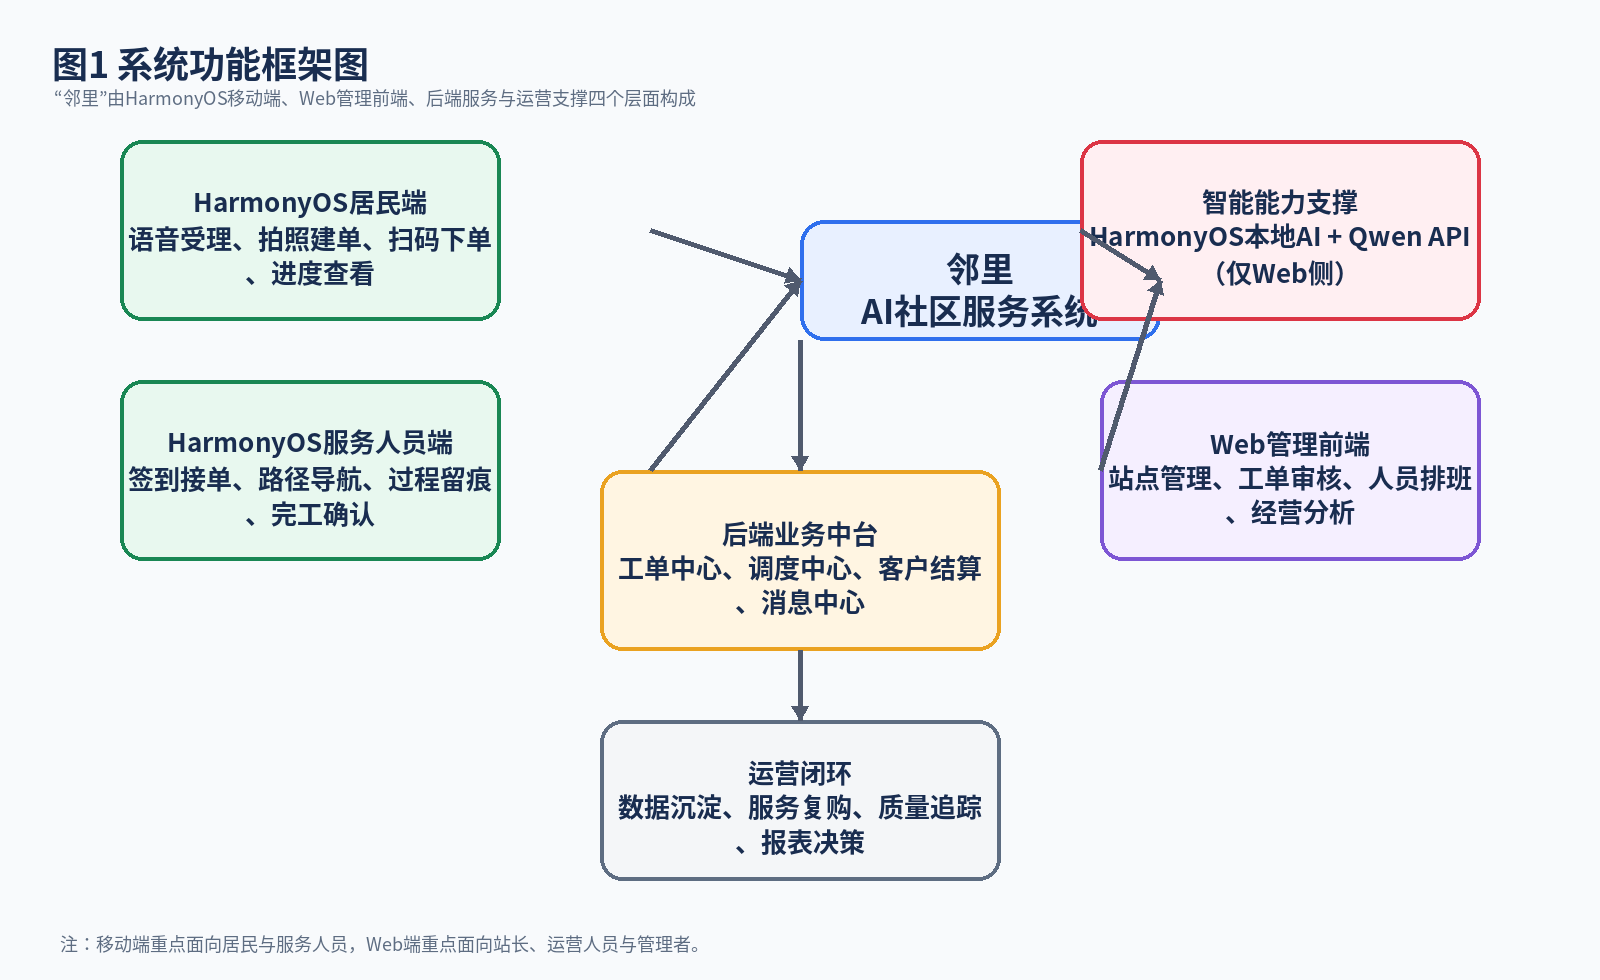 图1 系统功能框架图
“邻里”由HarmonyOS移动端、Web管理前端、后端服务与运营支撑四个层面构成
HarmonyOS居民端
语音受理、拍照建单、扫码下单
、进度查看
邻里
AI社区服务系统
智能能力支撑
HarmonyOS本地AI + Qwen API
（仅Web侧）
HarmonyOS服务人员端
签到接单、路径导航、过程留痕
、完工确认
Web管理前端
站点管理、工单审核、人员排班
、经营分析
后端业务中台
工单中心、调度中心、客户结算
、消息中心
运营闭环
数据沉淀、服务复购、质量追踪
、报表决策
注：移动端重点面向居民与服务人员，Web端重点面向站长、运营人员与管理者。